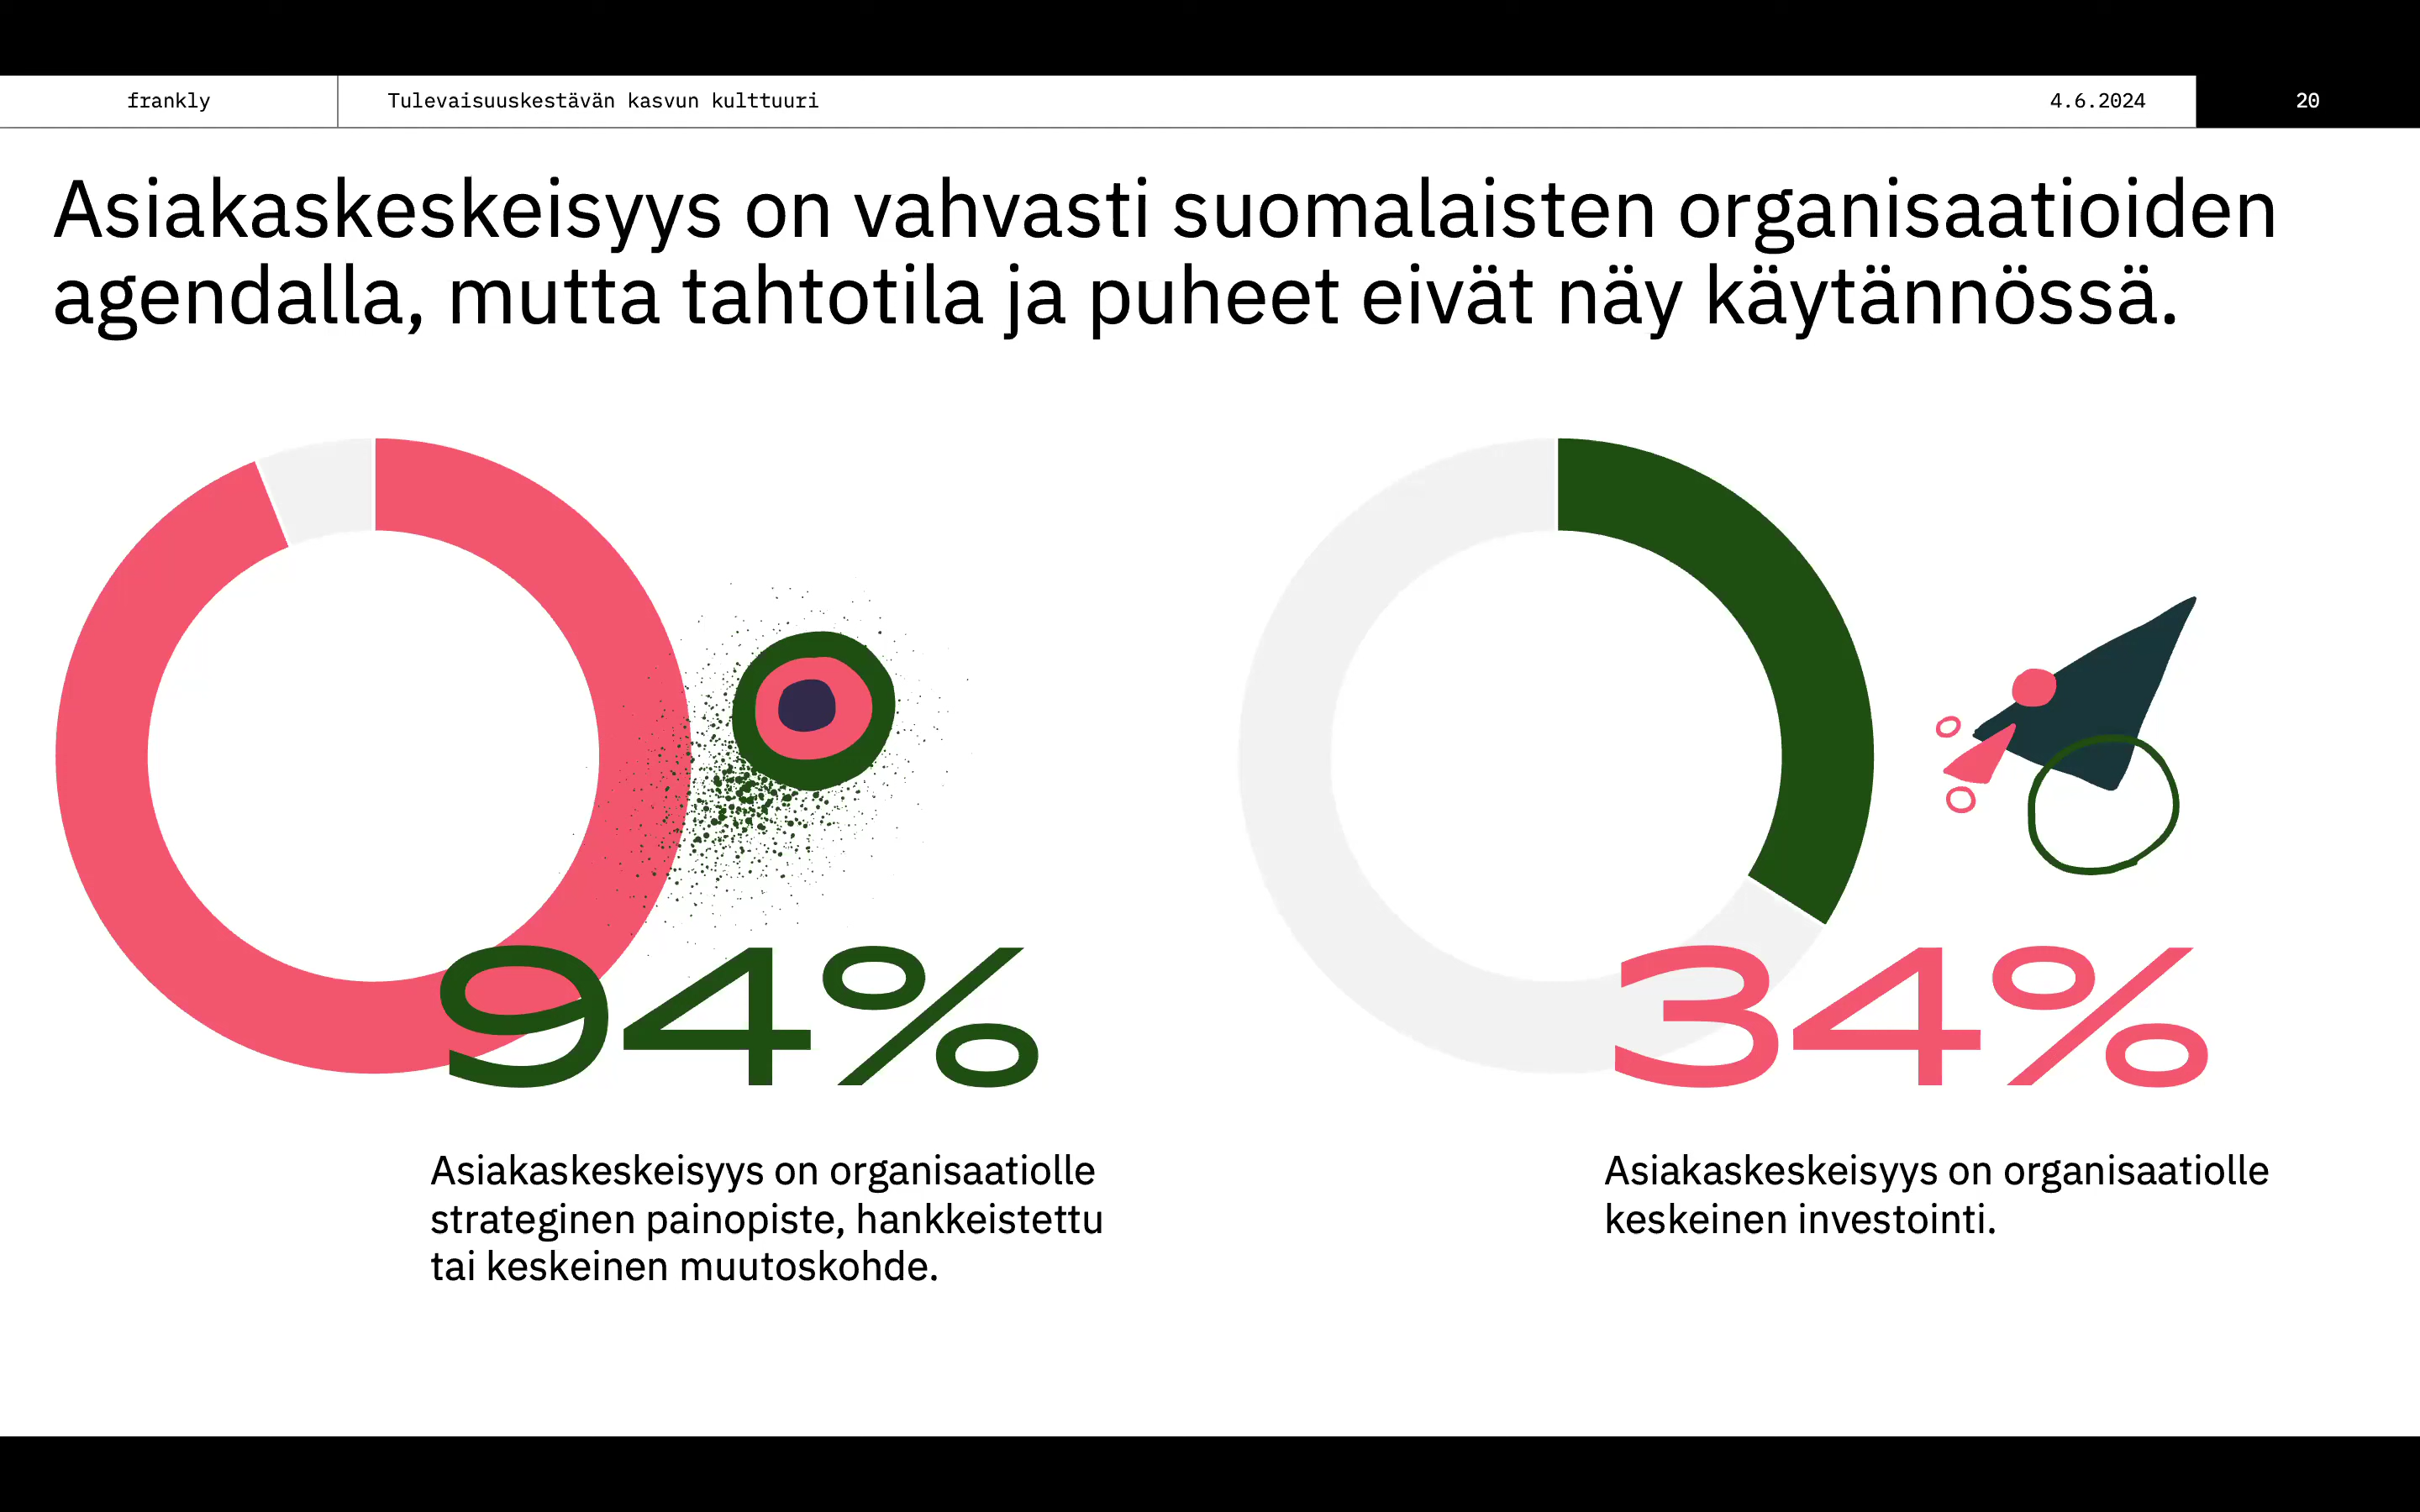 frankly
Tulevaisuuskestävän kasvun kulttuuri
4.6.2024
20
Asiakaskeskeisyys on vahvasti suomalaisten organisaatioiden
agendalla, mutta tahtotila ja puheet eivät näy käytännössä.
94%
Asiakaskeskeisyys on organisaatiolle
strateginen painopiste, hankkeistettu
tai keskeinen muutoskohde.
34%
Asiakaskeskeisyys on organisaatiolle
keskeinen investointi.